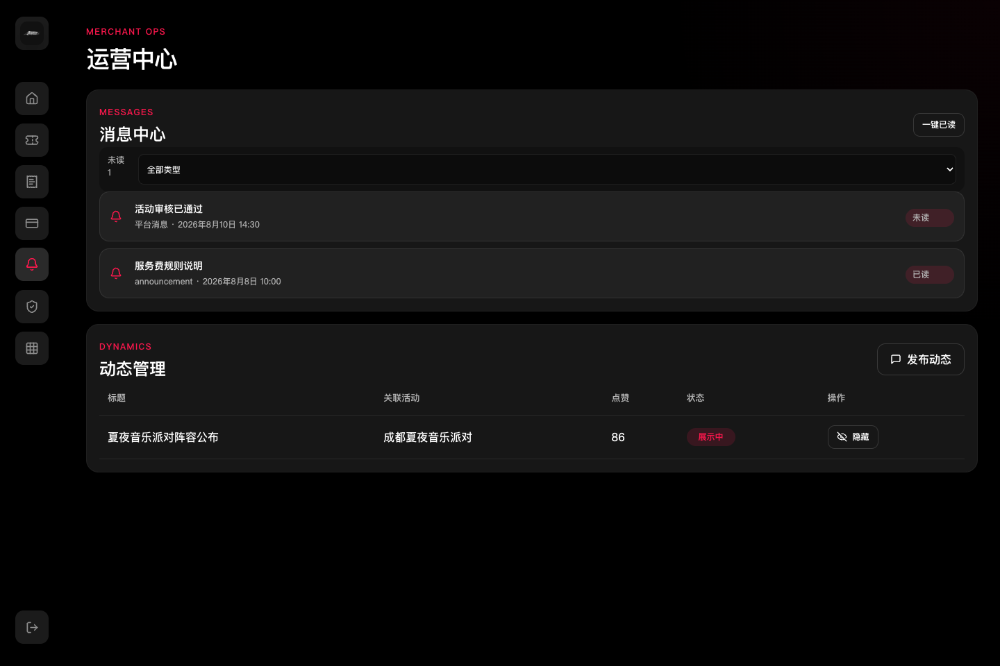 MERCHANT OPS
运营中心
MESSAGES
消息中心
一键已读
未读
1
全部类型
活动审核已通过
平台消息 · 2026年8月10日 14:30
未读
服务费规则说明
announcement · 2026年8月8日 10:00
已读
DYNAMICS
动态管理
发布动态
标题 关联活动 点赞 状态 操作
夏夜音乐派对阵容公布 成都夏夜音乐派对 86 展示中 隐藏